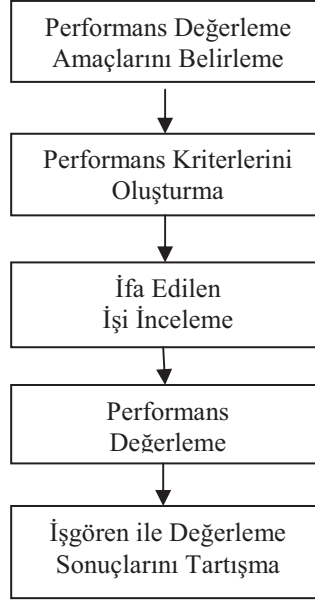 Performans Değerleme
Amaçlarını Belirleme
Performans Kriterlerini
Oluşturma
İfa Edilen
İşi İnceleme
Performans
Değerleme
İşgören ile Değerleme
Sonuçlarını Tartışma